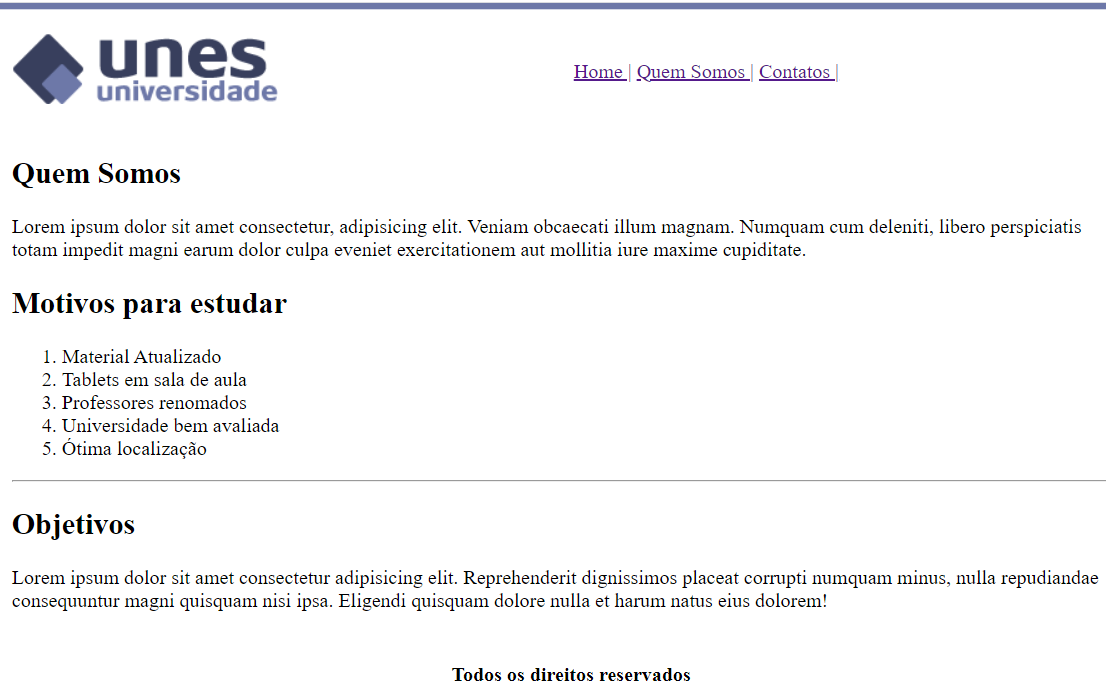 unes
universidade
Home | Quem Somos | Contatos |
Quem Somos
Lorem ipsum dolor sit amet consectetur, adipisicing elit. Veniam obcaecati illum magnam. Numquam cum deleniti, libero perspiciatis
totam impedit magni earum dolor culpa eveniet exercitationem aut mollitia iure maxime cupiditate.
Motivos para estudar
1. Material Atualizado
2. Tablets em sala de aula
3. Professores renomados
4. Universidade bem avaliada
5. Ótima localização
Objetivos
Lorem ipsum dolor sit amet consectetur adipisicing elit. Reprehenderit dignissimos placeat corrupti numquam minus, nulla repudiandae
consequuntur magni quisquam nisi ipsa. Eligendi quisquam dolore nulla et harum natus eius dolorem!
Todos os direitos reservados